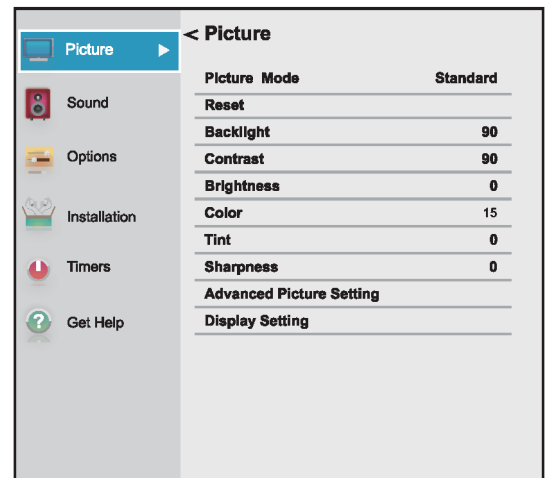 Picture
Sound
Options
Installation
Timers
Get Help
< Picture
Picture Mode Standard
Reset
Backlight 90
Contrast 90
Brightness 0
Color 15
Tint 0
Sharpness 0
Advanced Picture Setting
Display Setting